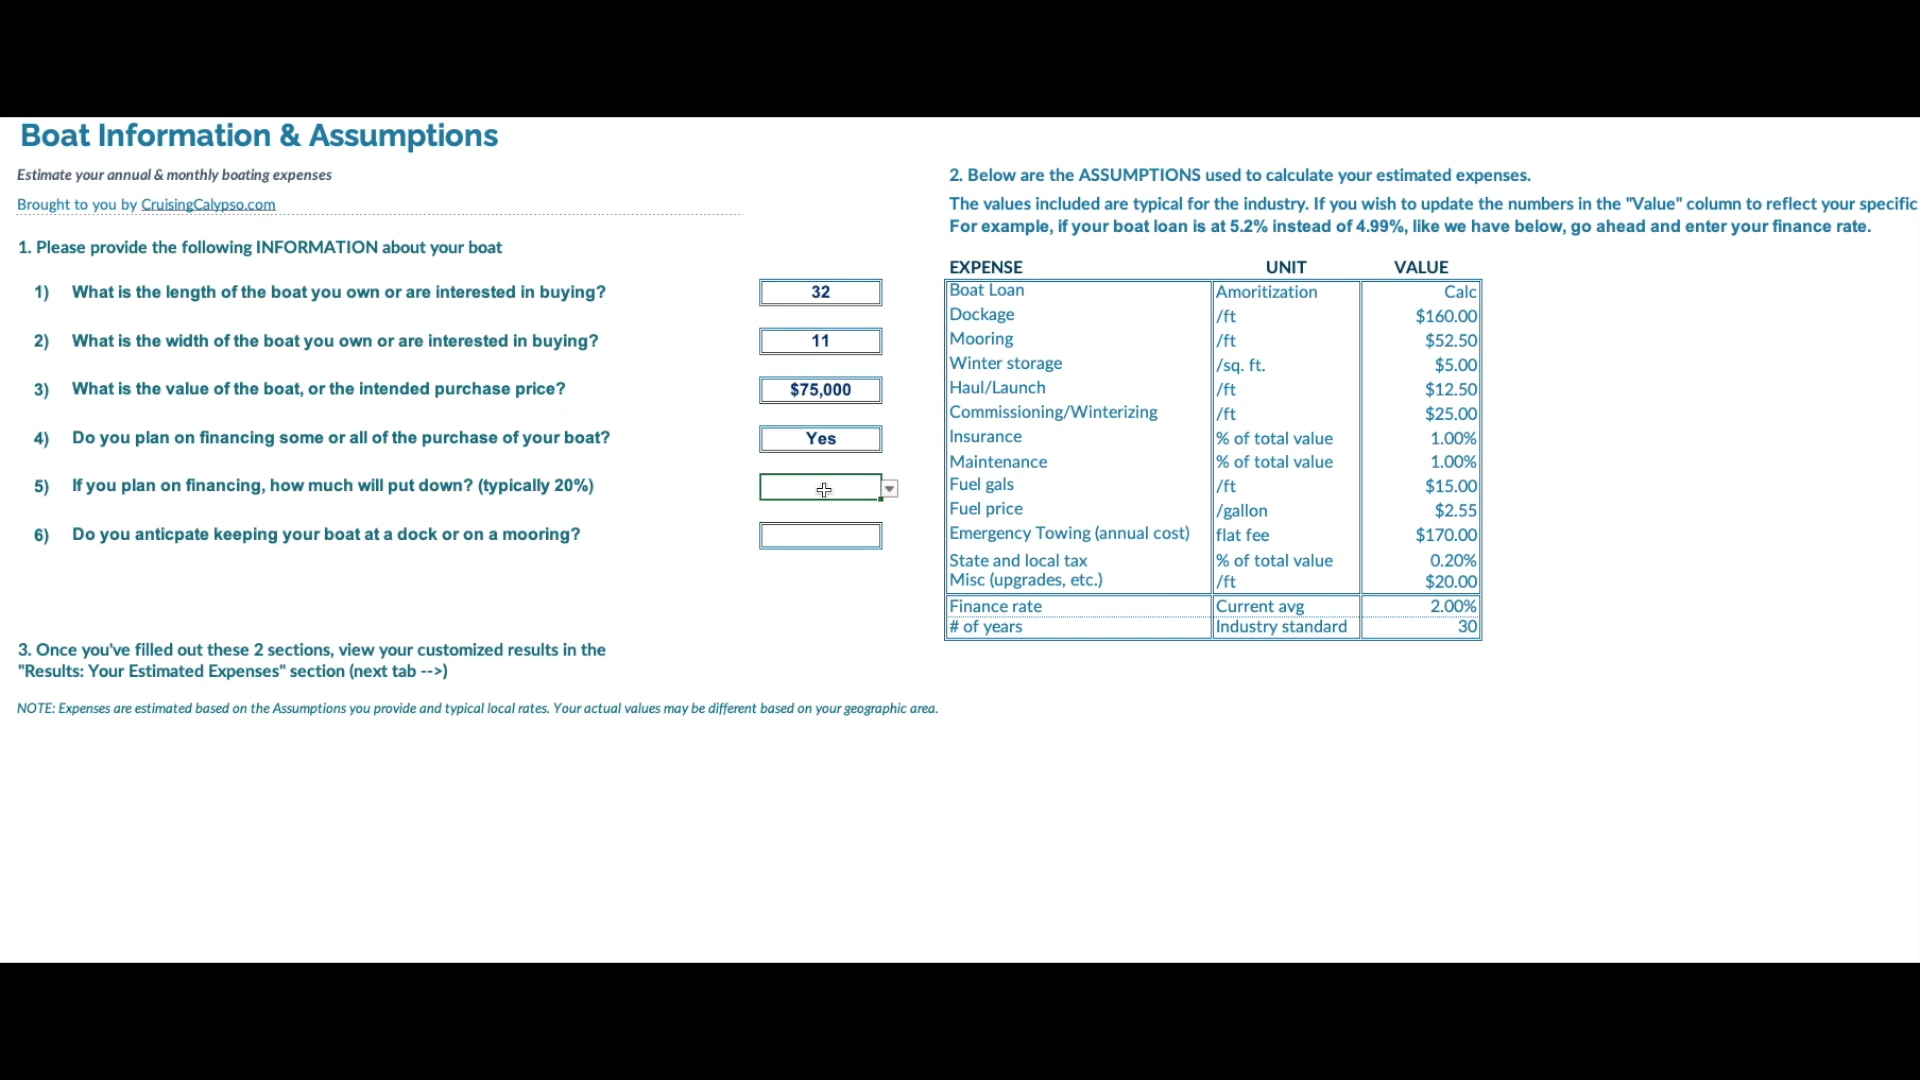 Boat Information & Assumptions
Estimate your annual & monthly boating expenses
Brought to you by CruisingCalypso.com
1. Please provide the following INFORMATION about your boat
1) What is the length of the boat you own or are interested in buying? 32
2) What is the width of the boat you own or are interested in buying? 11
3) What is the value of the boat, or the intended purchase price? $75,000
4) Do you plan on financing some or all of the purchase of your boat? Yes
5) If you plan on financing, how much will put down? (typically 20%)
6) Do you anticpate keeping your boat at a dock or on a mooring?
3. Once you've filled out these 2 sections, view your customized results in the
"Results: Your Estimated Expenses" section (next tab -->)
NOTE: Expenses are estimated based on the Assumptions you provide and typical local rates. Your actual values may be different based on your geographic area.
2. Below are the ASSUMPTIONS used to calculate your estimated expenses.
The values included are typical for the industry. If you wish to update the numbers in the "Value" column to reflect your specific
For example, if your boat loan is at 5.2% instead of 4.99%, like we have below, go ahead and enter your finance rate.
EXPENSE UNIT VALUE
Boat Loan Amoritization Calc
Dockage /ft $160.00
Mooring /ft $52.50
Winter storage /sq. ft. $5.00
Haul/Launch /ft $12.50
Commissioning/Winterizing /ft $25.00
Insurance % of total value 1.00%
Maintenance % of total value 1.00%
Fuel gals /ft $15.00
Fuel price /gallon $2.55
Emergency Towing (annual cost) flat fee $170.00
State and local tax % of total value 0.20%
Misc (upgrades, etc.) /ft $20.00
Finance rate Current avg 2.00%
# of years Industry standard 30